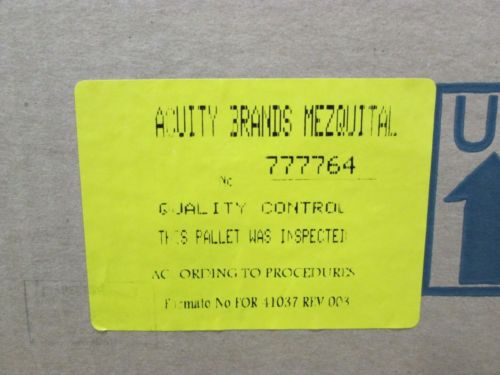 ACUITY BRANDS MEZQUITAL
No 777764
QUALITY CONTROL
THIS PALLET WAS INSPECTED
ACCORDING TO PROCEDURES
Formato No FOR 41037 REV 003
U